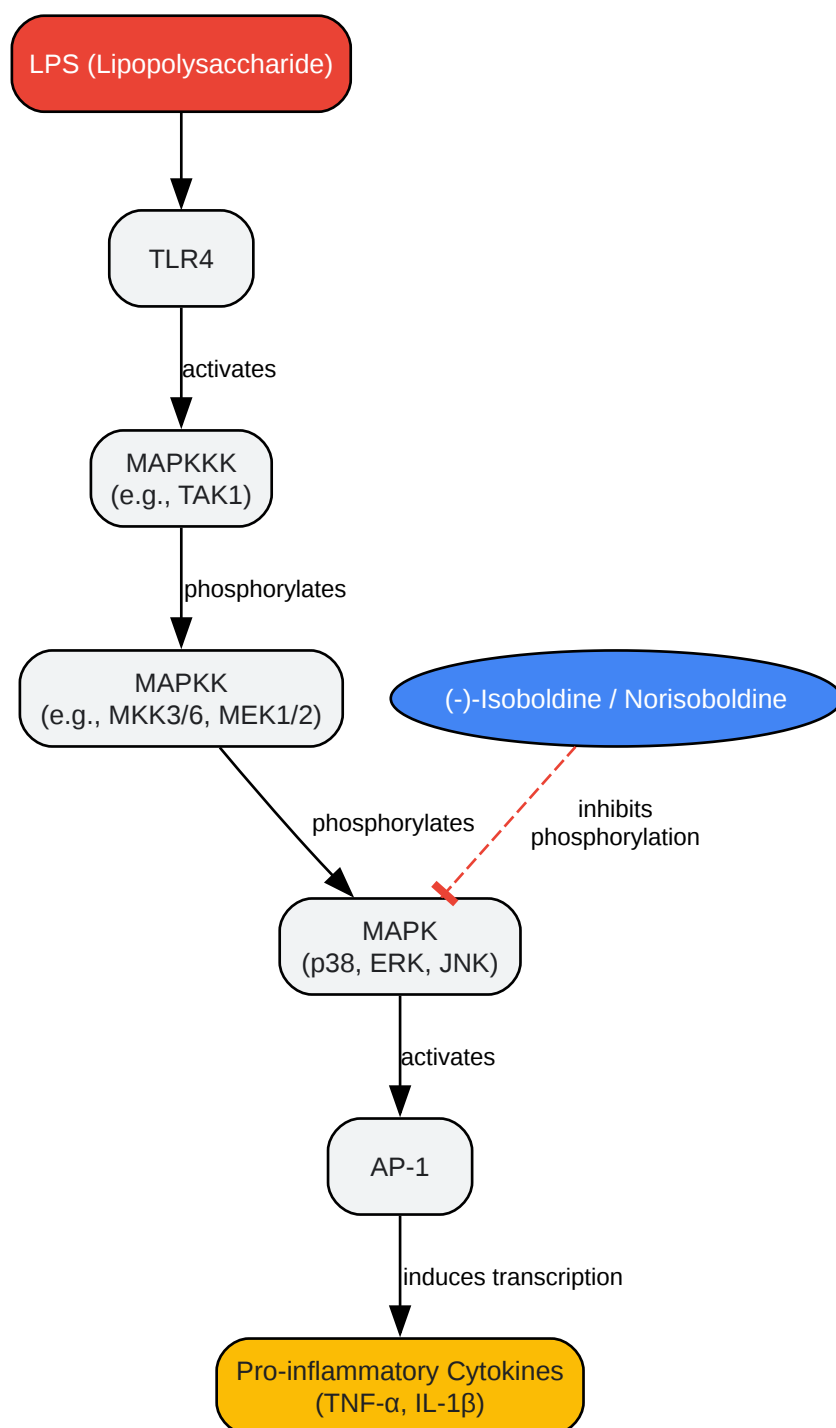 LPS (Lipopolysaccharide)
TLR4
activates
MAPKKK
(e.g., TAK1)
phosphorylates
MAPKK
(e.g., MKK3/6, MEK1/2)
(-)-Isoboldine / Norisoboldine
phosphorylates
inhibits
phosphorylation
MAPK
(p38, ERK, JNK)
activates
AP-1
induces transcription
Pro-inflammatory Cytokines
(TNF-α, IL-1β)